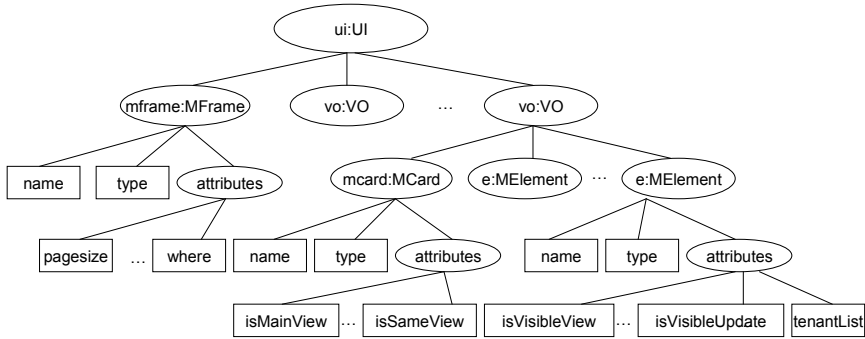 ui:UI
mframe:MFrame
vo:VO
...
vo:VO
name
type
attributes
mcard:MCard
e:MElement
...
e:MElement
pagesize
...
where
name
type
attributes
name
type
attributes
isMainView
...
isSameView
isVisibleView
...
isVisibleUpdate
tenantList